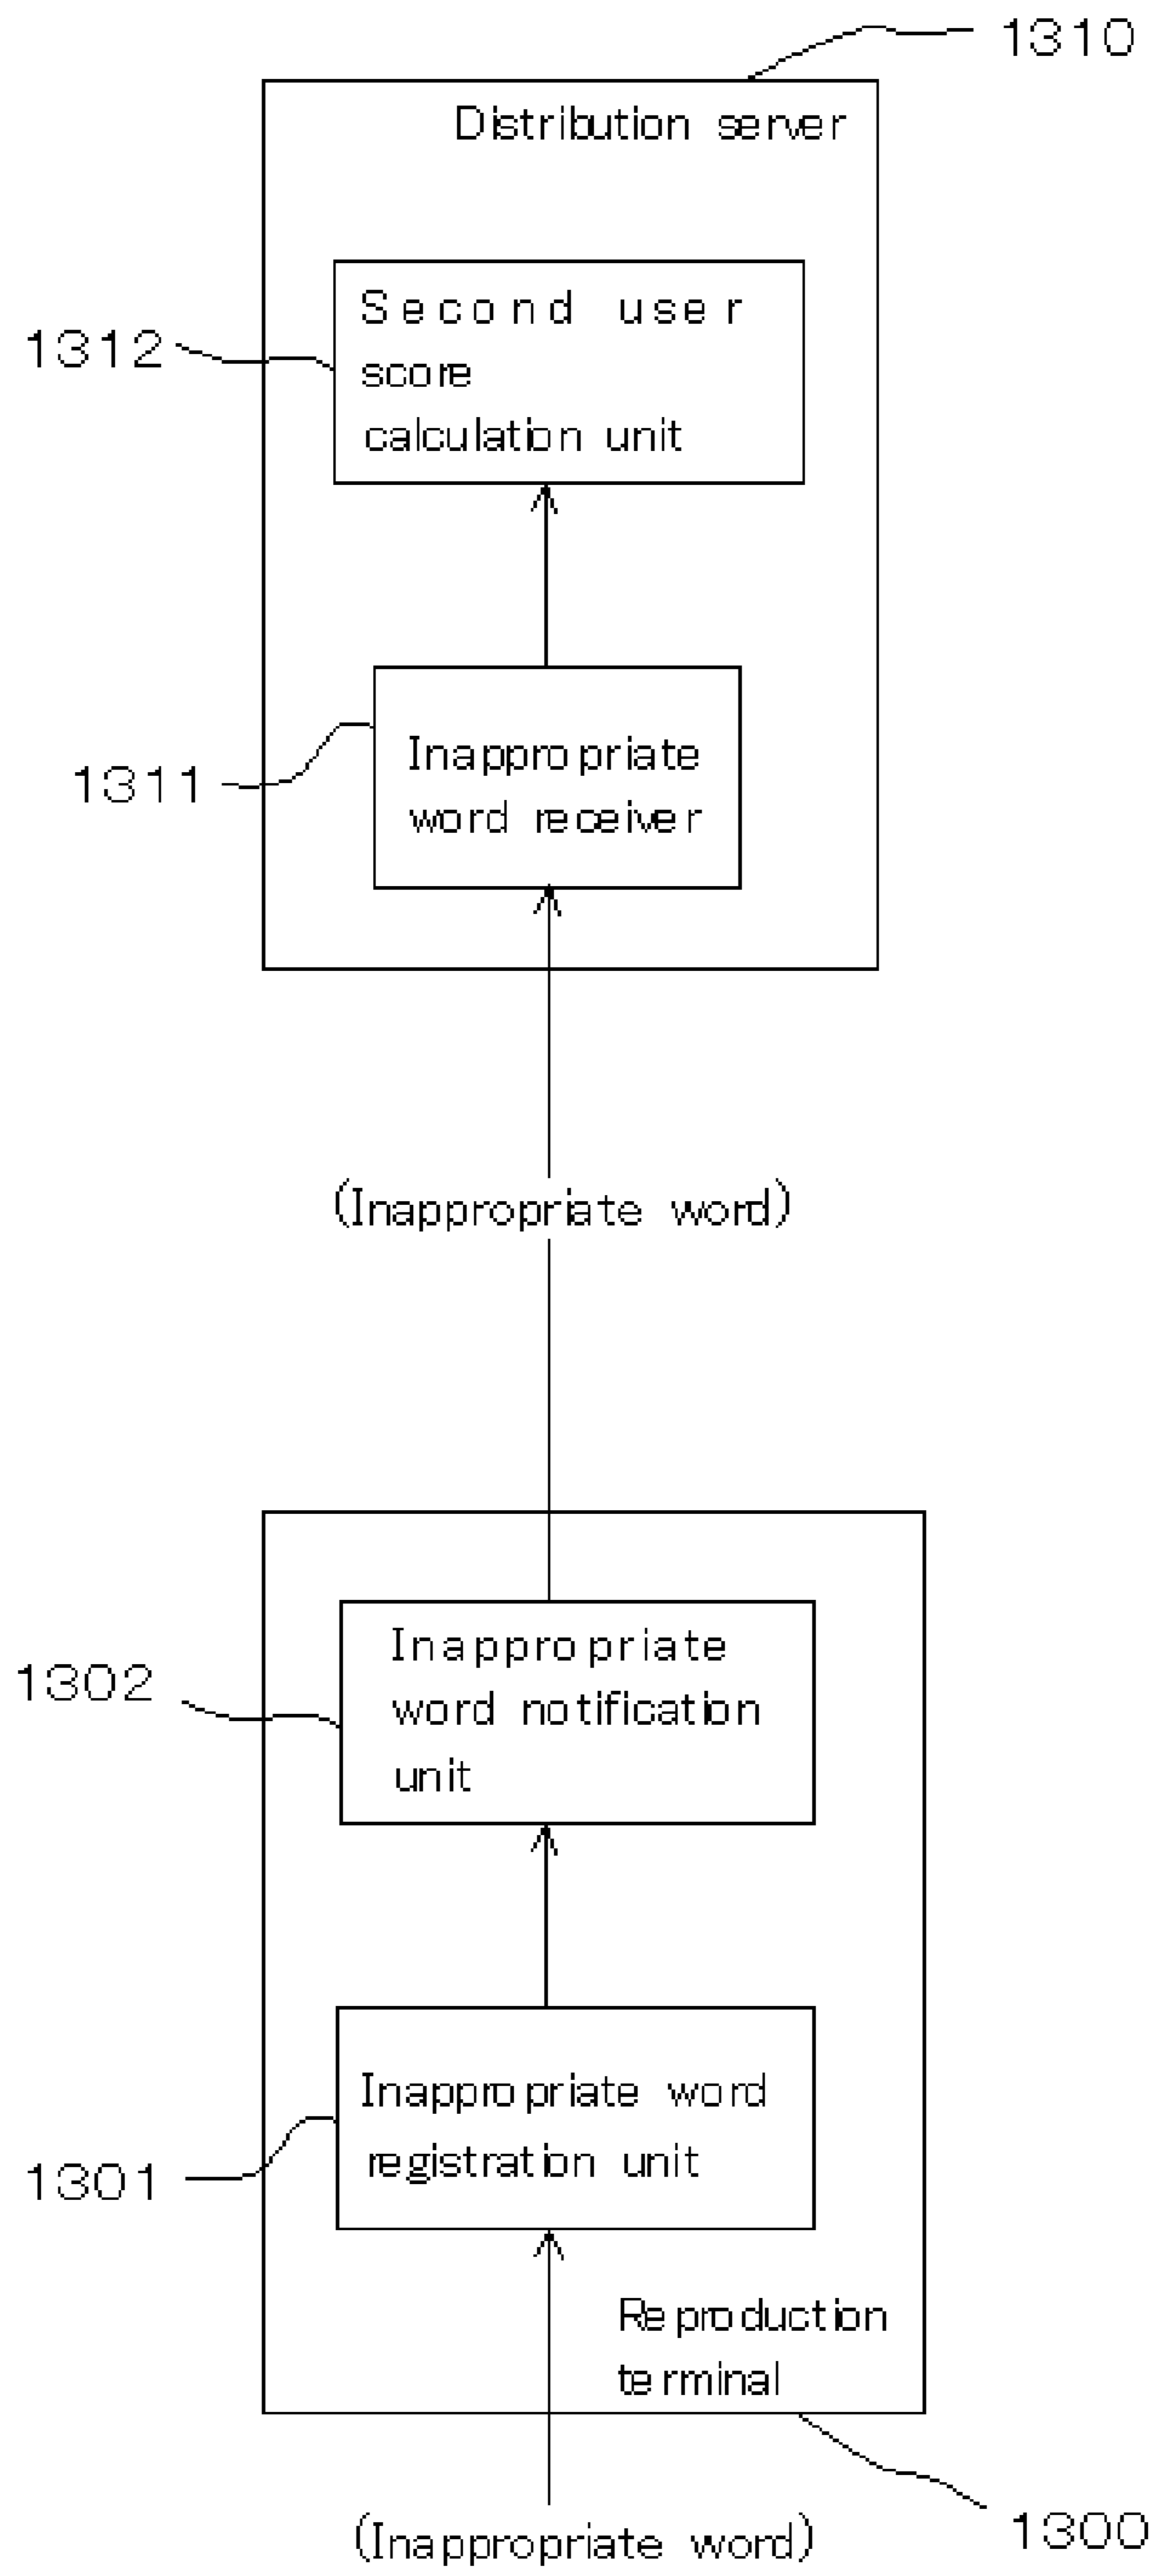 1310
Distribution server
Second user
score
calculation unit
1312
Inappropriate
word receiver
1311
(Inappropriate word)
Inappropriate
word notification
unit
1302
Inappropriate word
registration unit
1301
Reproduction
terminal
1300
(Inappropriate word)